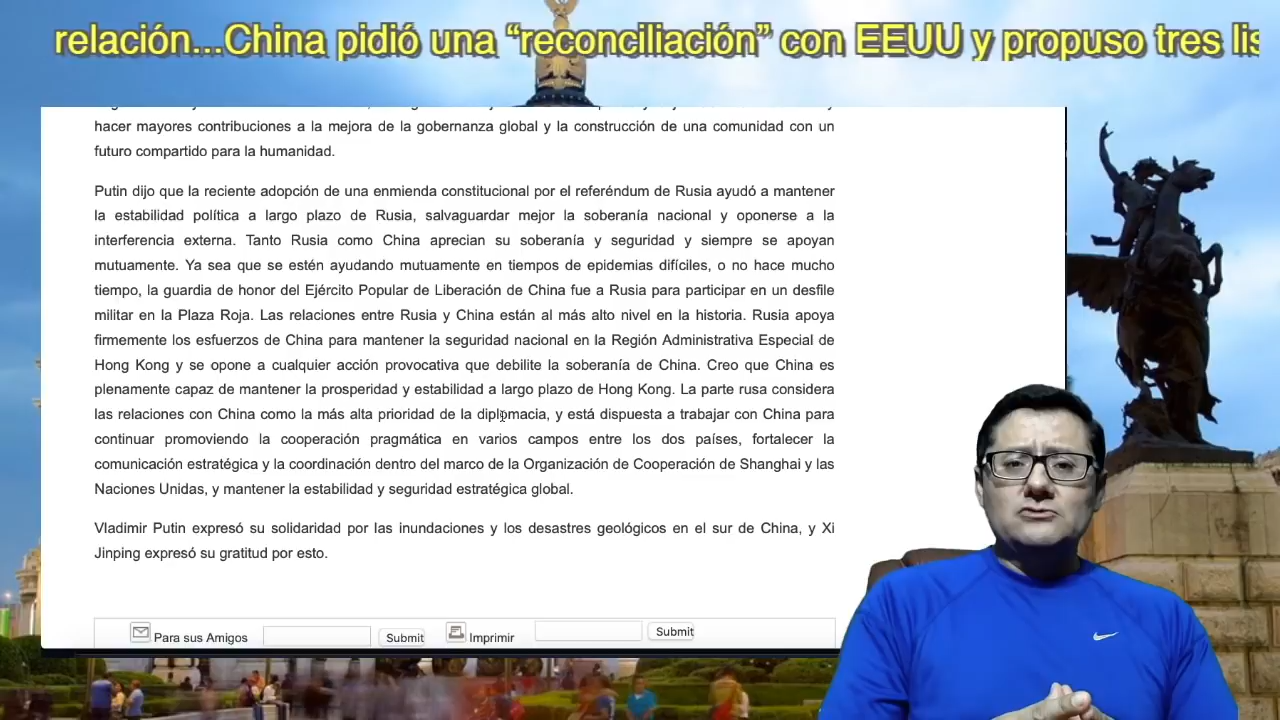 relación...China pidió una “reconciliación” con EEUU y propuso tres lis
hacer mayores contribuciones a la mejora de la gobernanza global y la construcción de una comunidad con un
futuro compartido para la humanidad.
Putin dijo que la reciente adopción de una enmienda constitucional por el referéndum de Rusia ayudó a mantener
la estabilidad política a largo plazo de Rusia, salvaguardar mejor la soberanía nacional y oponerse a la
interferencia externa. Tanto Rusia como China aprecian su soberanía y seguridad y siempre se apoyan
mutuamente. Ya sea que se estén ayudando mutuamente en tiempos de epidemias difíciles, o no hace mucho
tiempo, la guardia de honor del Ejército Popular de Liberación de China fue a Rusia para participar en un desfile
militar en la Plaza Roja. Las relaciones entre Rusia y China están al más alto nivel en la historia. Rusia apoya
firmemente los esfuerzos de China para mantener la seguridad nacional en la Región Administrativa Especial de
Hong Kong y se opone a cualquier acción provocativa que debilite la soberanía de China. Creo que China es
plenamente capaz de mantener la prosperidad y estabilidad a largo plazo de Hong Kong. La parte rusa considera
las relaciones con China como la más alta prioridad de la diplomacia, y está dispuesta a trabajar con China para
continuar promoviendo la cooperación pragmática en varios campos entre los dos países, fortalecer la
comunicación estratégica y la coordinación dentro del marco de la Organización de Cooperación de Shanghai y las
Naciones Unidas, y mantener la estabilidad y seguridad estratégica global.
Vladimir Putin expresó su solidaridad por las inundaciones y los desastres geológicos en el sur de China, y Xi
Jinping expresó su gratitud por esto.
Para sus Amigos Submit Imprimir Submit